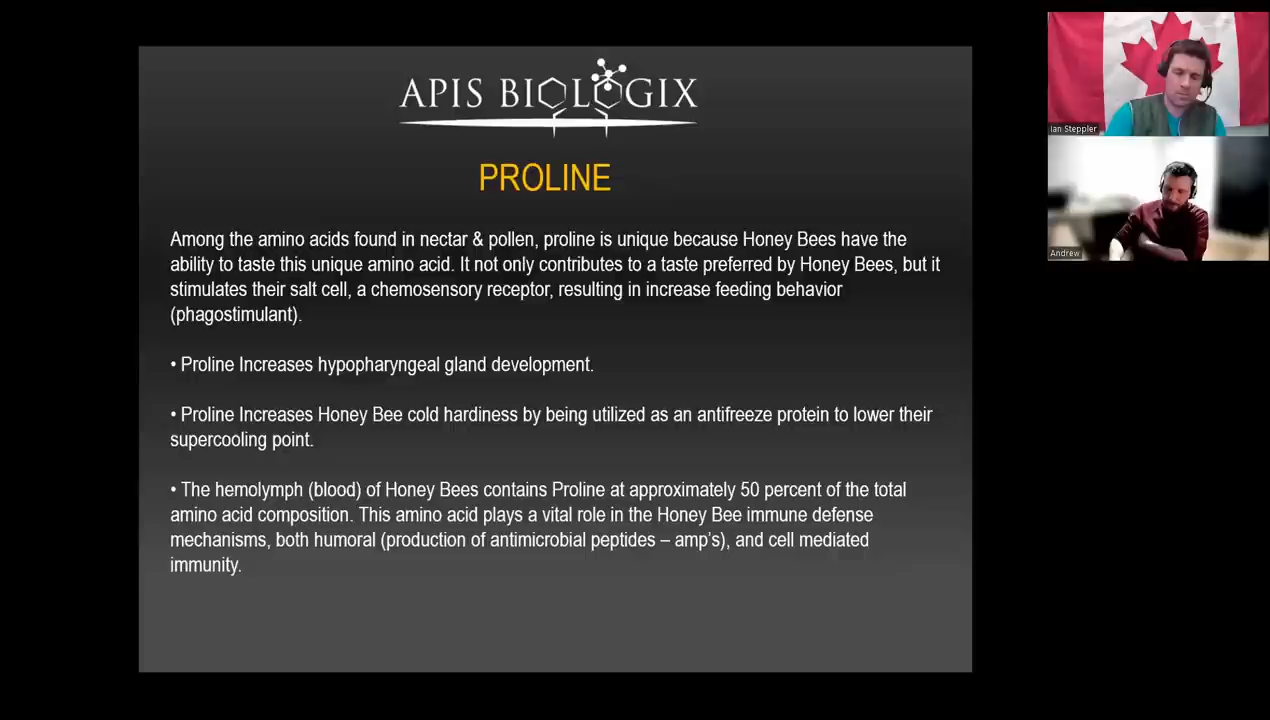 APIS BIOLOGIX
PROLINE
Among the amino acids found in nectar & pollen, proline is unique because Honey Bees have the
ability to taste this unique amino acid. It not only contributes to a taste preferred by Honey Bees, but it
stimulates their salt cell, a chemosensory receptor, resulting in increase feeding behavior
(phagostimulant).
• Proline Increases hypopharyngeal gland development.
• Proline Increases Honey Bee cold hardiness by being utilized as an antifreeze protein to lower their
supercooling point.
• The hemolymph (blood) of Honey Bees contains Proline at approximately 50 percent of the total
amino acid composition. This amino acid plays a vital role in the Honey Bee immune defense
mechanisms, both humoral (production of antimicrobial peptides – amp's), and cell mediated
immunity.
Ian Steppler
Andrew